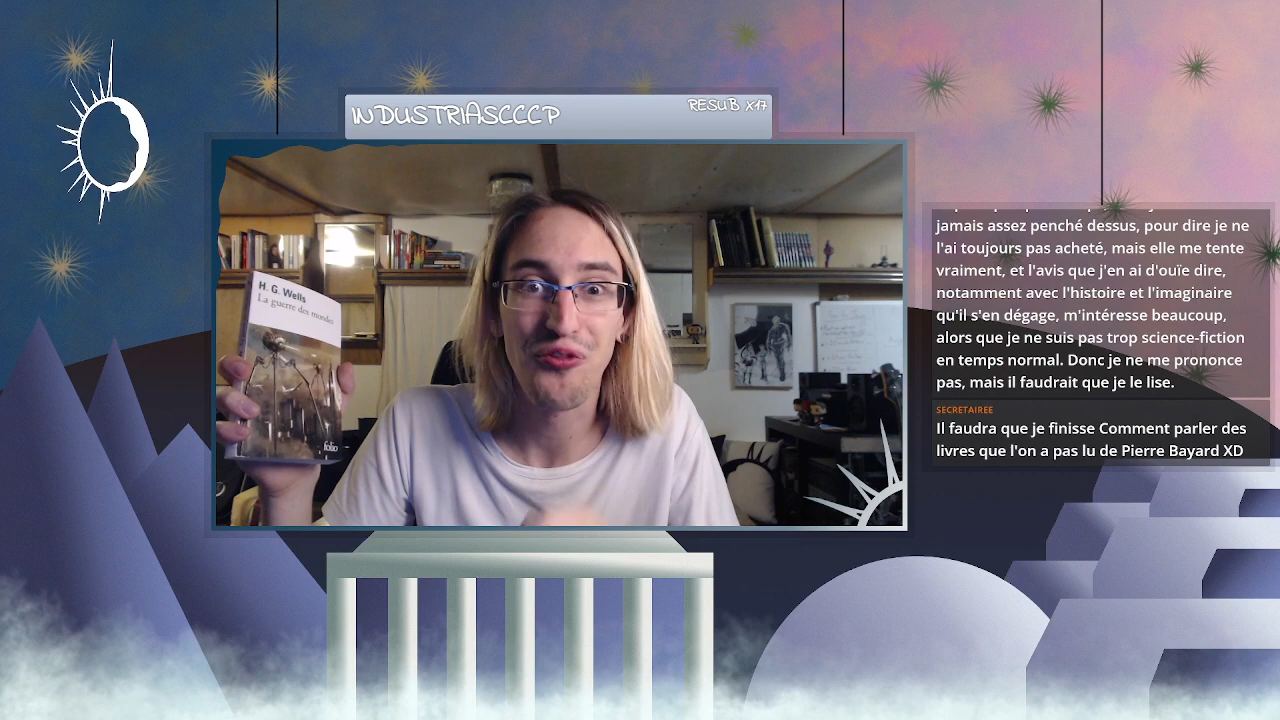 INDUSTRIASCCCP
RESUB X17
H. G. Wells
La guerre des mondes
folio
jamais assez penché dessus, pour dire je ne
l'ai toujours pas acheté, mais elle me tente
vraiment, et l'avis que j'en ai d'ouïe dire,
notamment avec l'histoire et l'imaginaire
qu'il s'en dégage, m'intéresse beaucoup,
alors que je ne suis pas trop science-fiction
en temps normal. Donc je ne me prononce
pas, mais il faudrait que je le lise.
SECRETAIREE
Il faudra que je finisse Comment parler des
livres que l'on a pas lu de Pierre Bayard XD